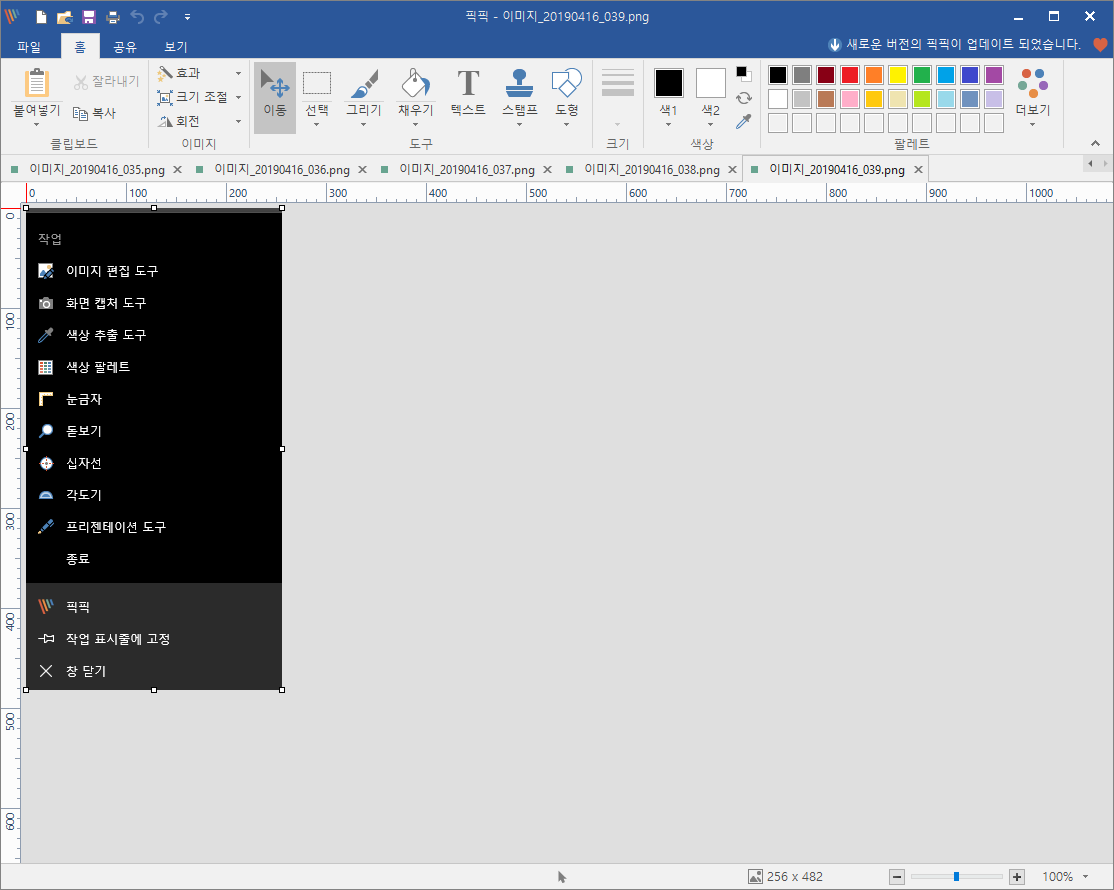 픽픽 - 이미지_20190416_039.png
파일 홈 공유 보기 새로운 버전의 픽픽이 업데이트 되었습니다.
붙여넣기
잘라내기
복사
클립보드
효과
크기 조절
회전
이미지
이동 선택 그리기 채우기 텍스트 스탬프 도형
도구
크기
색1 색2
색상
더보기
팔레트
이미지_20190416_035.png 이미지_20190416_036.png 이미지_20190416_037.png 이미지_20190416_038.png 이미지_20190416_039.png
0 100 200 300 400 500 600 700 800 900 1000
0
100
200
300
400
500
600
작업
이미지 편집 도구
화면 캡처 도구
색상 추출 도구
색상 팔레트
눈금자
돋보기
십자선
각도기
프리젠테이션 도구
종료
픽픽
작업 표시줄에 고정
창 닫기
256 x 482 100%